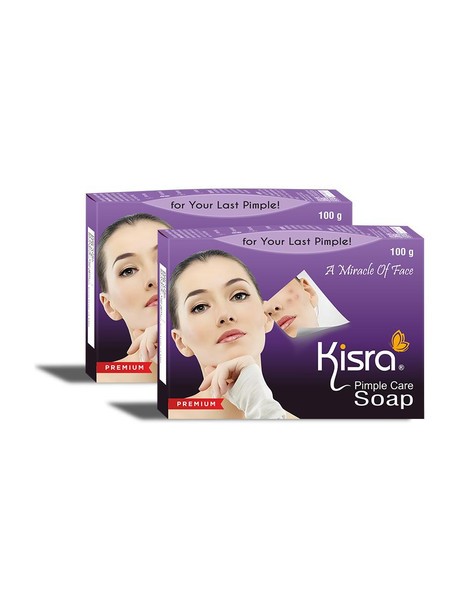 for Your Last Pimple!
100 g
PREMIUM
for Your Last Pimple!
100 g
A Miracle Of Face
Kisra®
Pimple Care
Soap
PREMIUM